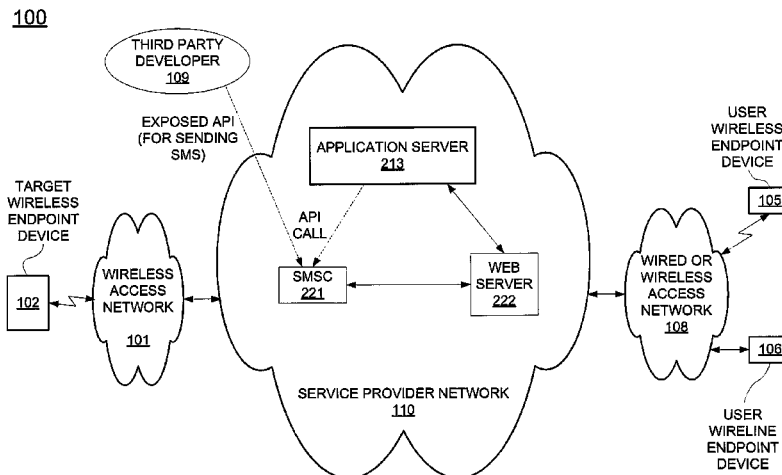 100
THIRD PARTY
DEVELOPER
109
EXPOSED API
(FOR SENDING
SMS)
APPLICATION SERVER
213
API
CALL
SMSC
221
WEB
SERVER
222
SERVICE PROVIDER NETWORK
110
TARGET
WIRELESS
ENDPOINT
DEVICE
102
WIRELESS
ACCESS
NETWORK
101
WIRED OR
WIRELESS
ACCESS
NETWORK
108
USER
WIRELESS
ENDPOINT
DEVICE
105
106
USER
WIRELINE
ENDPOINT
DEVICE